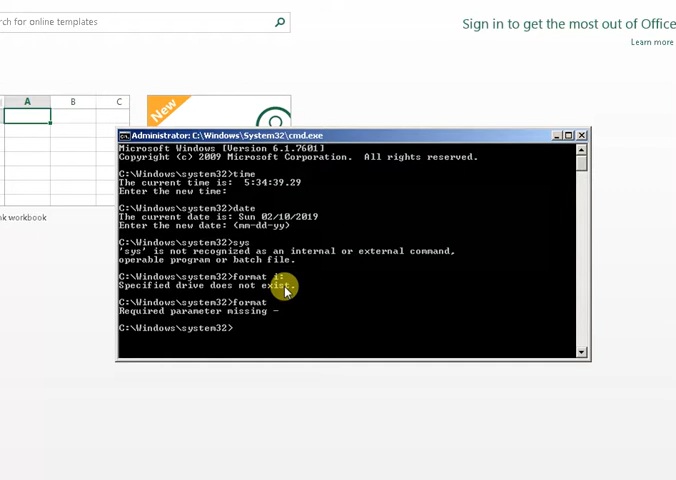 rch for online templates
Sign in to get the most out of Office
Learn more
A B C
New
Administrator: C:\Windows\System32\cmd.exe
Microsoft Windows [Version 6.1.7601]
Copyright (c) 2009 Microsoft Corporation. All rights reserved.
C:\Windows\system32>time
The current time is: 5:34:39.29
Enter the new time:
C:\Windows\system32>date
The current date is: Sun 02/10/2019
Enter the new date: (mm-dd-yy)
C:\Windows\system32>sys
'sys' is not recognized as an internal or external command,
operable program or batch file.
C:\Windows\system32>format i:
Specified drive does not exist.
C:\Windows\system32>format
Required parameter missing -
C:\Windows\system32>
nk workbook